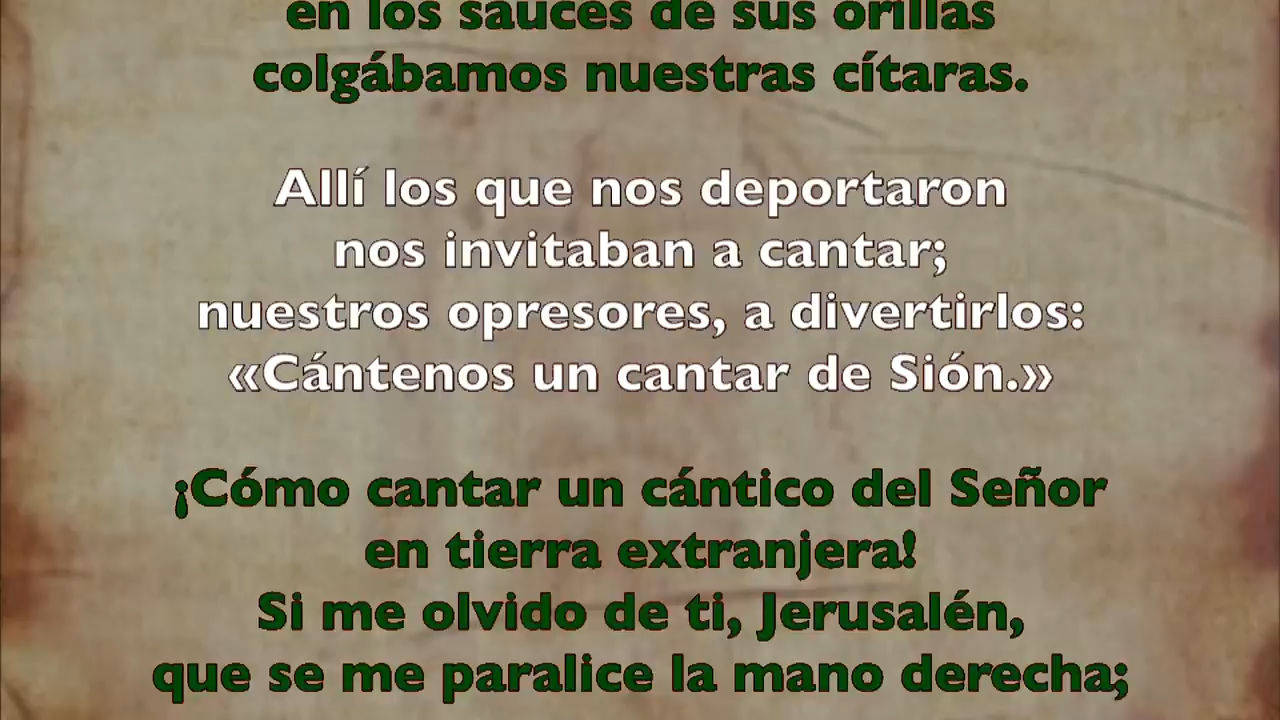 en los sauces de sus orillas
colgábamos nuestras cítaras.
Allí los que nos deportaron
nos invitaban a cantar;
nuestros opresores, a divertirlos:
«Cántenos un cantar de Sión.»
¡Cómo cantar un cántico del Señor
en tierra extranjera!
Si me olvido de ti, Jerusalén,
que se me paralice la mano derecha;